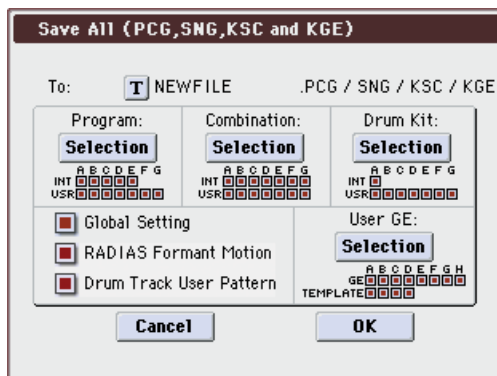 Save All (PCG,SNG,KSC and KGE)
To: T NEWFILE .PCG / SNG / KSC / KGE
Program: Combination: Drum Kit:
Selection Selection Selection
A B C D E F G A B C D E F G A B C D E F G
INT INT INT
USR USR USR
Global Setting
User GE:
RADIAS Formant Motion
Selection
Drum Track User Pattern
A B C D E F G H
GE
TEMPLATE
Cancel OK